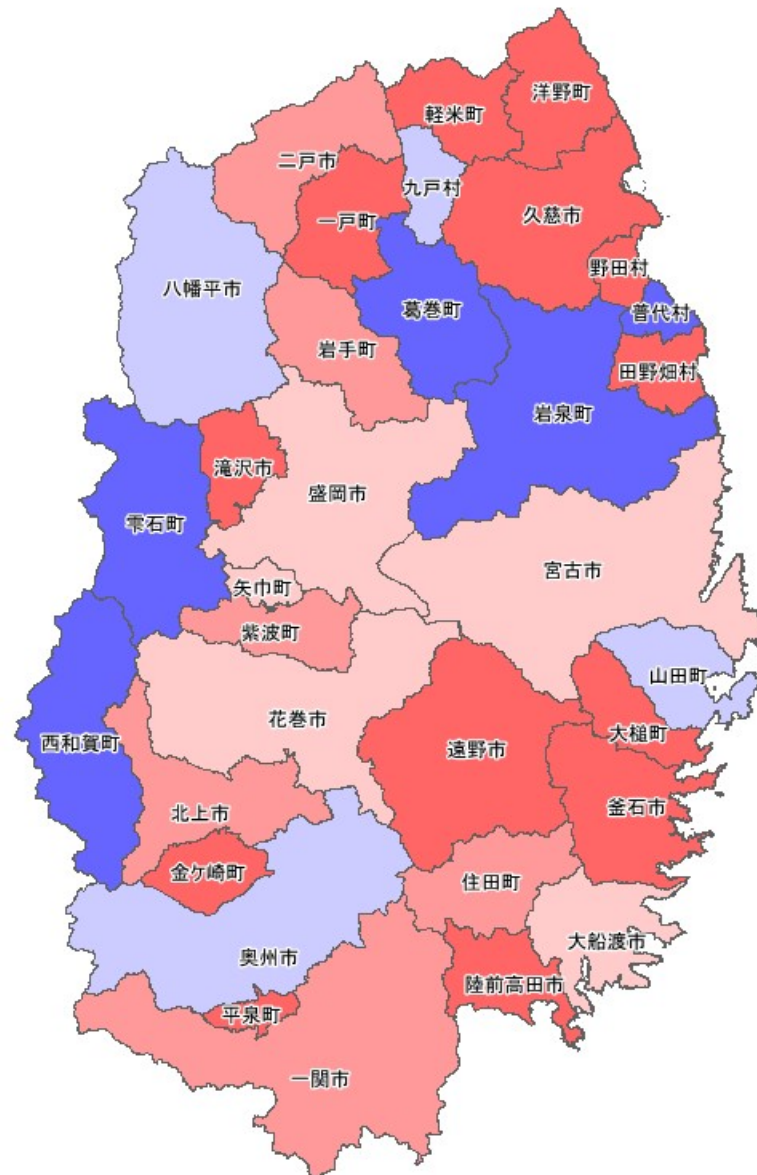 洋野町
軽米町
二戸市
九戸村
一戸町
久慈市
野田村
八幡平市
葛巻町
普代村
岩手町
田野畑村
岩泉町
滝沢市
盛岡市
雫石町
宮古市
矢巾町
紫波町
山田町
花巻市
大槌町
西和賀町
遠野市
釜石市
北上市
金ケ崎町
住田町
大船渡市
奥州市
陸前高田市
平泉町
一関市